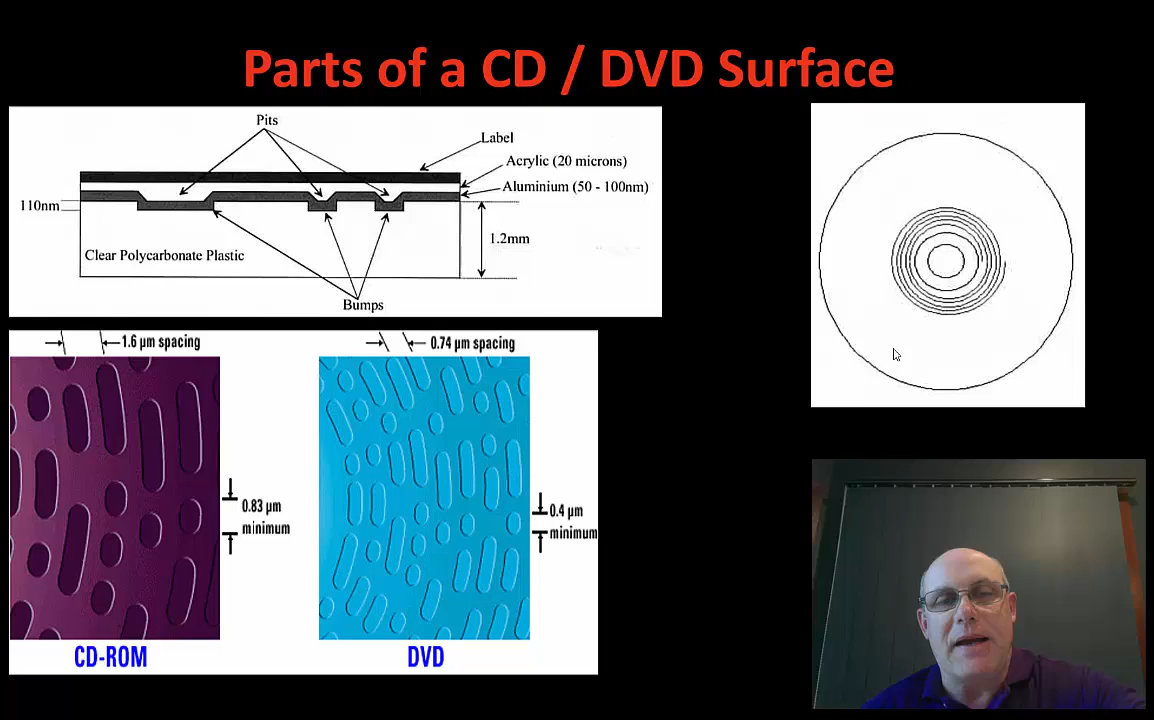 Parts of a CD / DVD Surface
Pits
Label
Acrylic (20 microns)
Aluminium (50 - 100nm)
110nm
1.2mm
Clear Polycarbonate Plastic
Bumps
1.6 µm spacing
0.74 µm spacing
0.83 µm
minimum
0.4 µm
minimum
CD-ROM
DVD